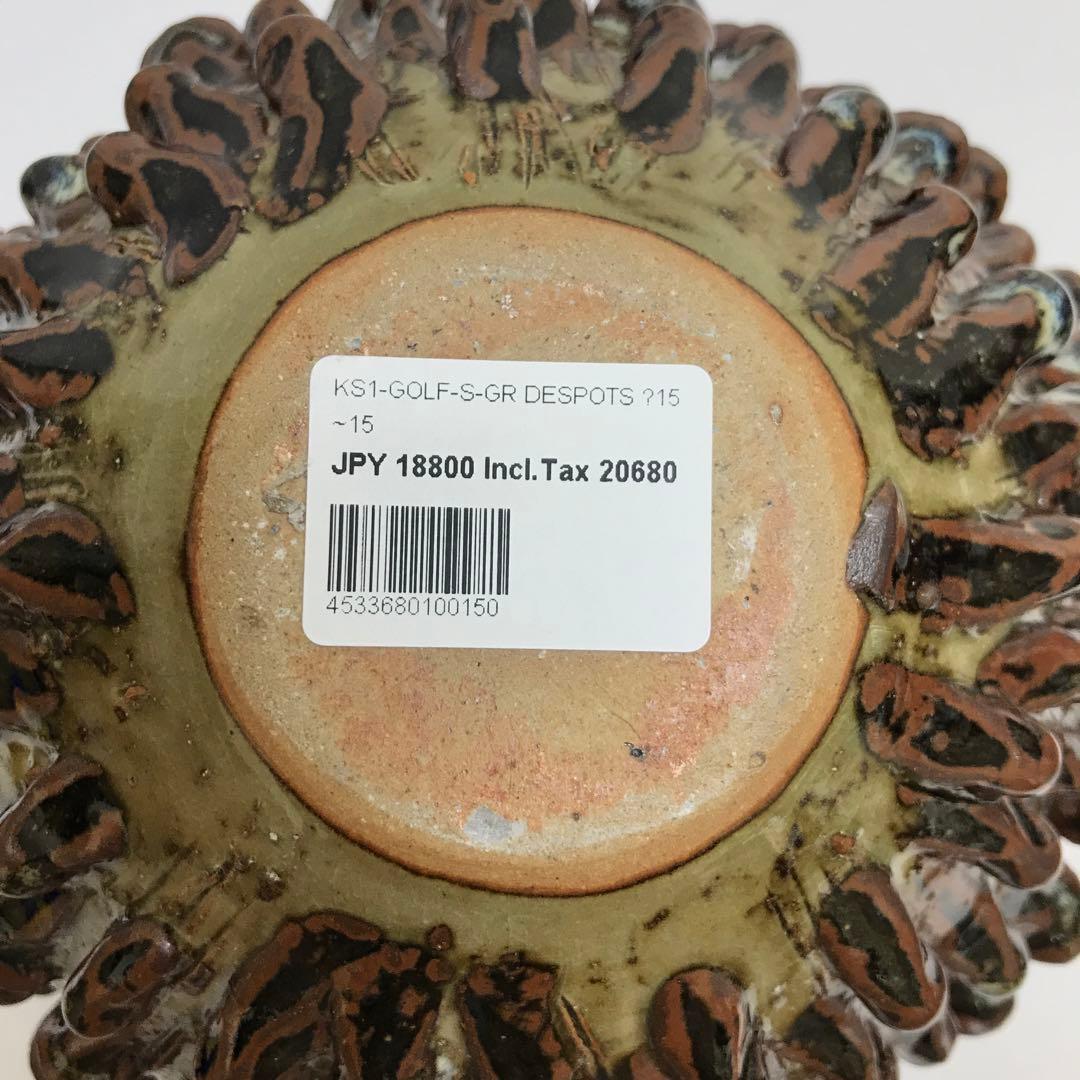 KS1-GOLF-S-GR DESPOTS ?15
~15
JPY 18800 Incl.Tax 20680
4533680100150